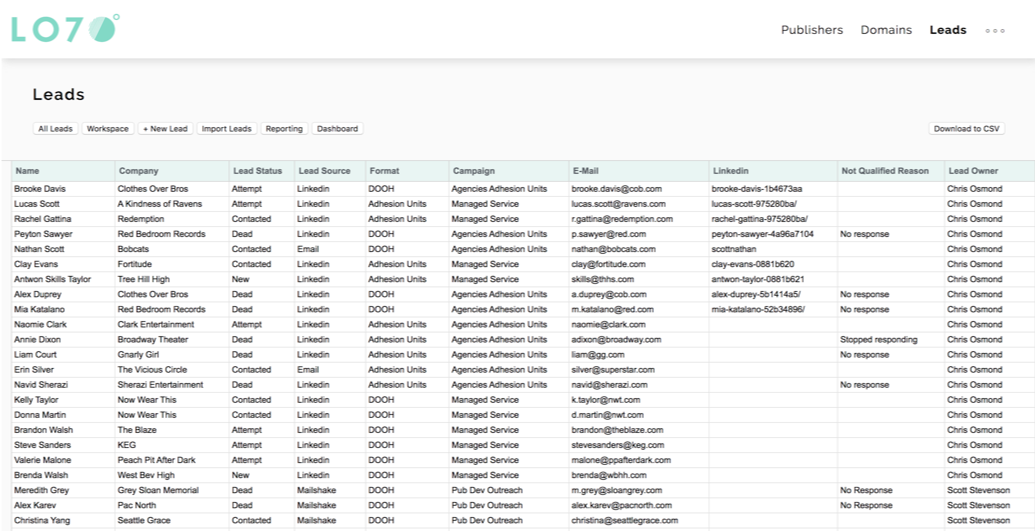 LO7
Publishers Domains Leads
Leads
All Leads Workspace + New Lead Import Leads Reporting Dashboard Download to CSV
Name Company Lead Status Lead Source Format Campaign E-Mail Linkedin Not Qualified Reason Lead Owner
Brooke Davis Clothes Over Bros Attempt Linkedin DOOH Agencies Adhesion Units brooke.davis@cob.com brooke-davis-1b4673aa Chris Osmond
Lucas Scott A Kindness of Ravens Attempt Linkedin Adhesion Units Managed Service lucas.scott@ravens.com lucas-scott-975280ba/ Chris Osmond
Rachel Gattina Redemption Contacted Linkedin Adhesion Units Managed Service r.gattina@redemption.com rachel-gattina-975280ba/ Chris Osmond
Peyton Sawyer Red Bedroom Records Dead Linkedin DOOH Agencies Adhesion Units p.sawyer@red.com peyton-sawyer-4a96a7104 No response Chris Osmond
Nathan Scott Bobcats Contacted Email DOOH Agencies Adhesion Units nathan@bobcats.com scottnathan Chris Osmond
Clay Evans Fortitude Contacted Linkedin Adhesion Units Managed Service clay@fortitude.com clay-evans-0881b620 Chris Osmond
Antwon Skills Taylor Tree Hill High New Linkedin Adhesion Units Managed Service skills@thhs.com antwon-taylor-0881b621 Chris Osmond
Alex Duprey Clothes Over Bros Dead Linkedin DOOH Agencies Adhesion Units a.duprey@cob.com alex-duprey-5b1414a5/ No response Chris Osmond
Mia Katalano Red Bedroom Records Dead Linkedin DOOH Agencies Adhesion Units m.katalano@red.com mia-katalano-52b34896/ No response Chris Osmond
Naomie Clark Clark Entertainment Attempt Linkedin Adhesion Units Managed Service naomie@clark.com Chris Osmond
Annie Dixon Broadway Theater Dead Linkedin DOOH Agencies Adhesion Units adixon@broadway.com Stopped responding Chris Osmond
Liam Court Gnarly Girl Dead Linkedin Adhesion Units Agencies Adhesion Units liam@gg.com No response Chris Osmond
Erin Silver The Vicious Circle Contacted Email Adhesion Units Agencies Adhesion Units silver@superstar.com Chris Osmond
Navid Sherazi Sherazi Entertainment Dead Linkedin Adhesion Units Agencies Adhesion Units navid@sherazi.com No response Chris Osmond
Kelly Taylor Now Wear This Contacted Linkedin DOOH Managed Service k.taylor@nwt.com Chris Osmond
Donna Martin Now Wear This Contacted Linkedin DOOH Managed Service d.martin@nwt.com Chris Osmond
Brandon Walsh The Blaze Attempt Linkedin DOOH Managed Service brandon@theblaze.com Chris Osmond
Steve Sanders KEG Attempt Linkedin DOOH Managed Service stevesanders@keg.com Chris Osmond
Valerie Malone Peach Pit After Dark Attempt Linkedin DOOH Managed Service malone@ppafterdark.com Chris Osmond
Brenda Walsh West Bev High New Linkedin DOOH Managed Service brenda@wbhh.com Chris Osmond
Meredith Grey Grey Sloan Memorial Dead Mailshake DOOH Pub Dev Outreach m.grey@sloangrey.com No Response Scott Stevenson
Alex Karev Pac North Dead Mailshake DOOH Pub Dev Outreach alex.karev@pacnorth.com No Response Scott Stevenson
Christina Yang Seattle Grace Contacted Mailshake DOOH Pub Dev Outreach christina@seattlegrace.com Scott Stevenson